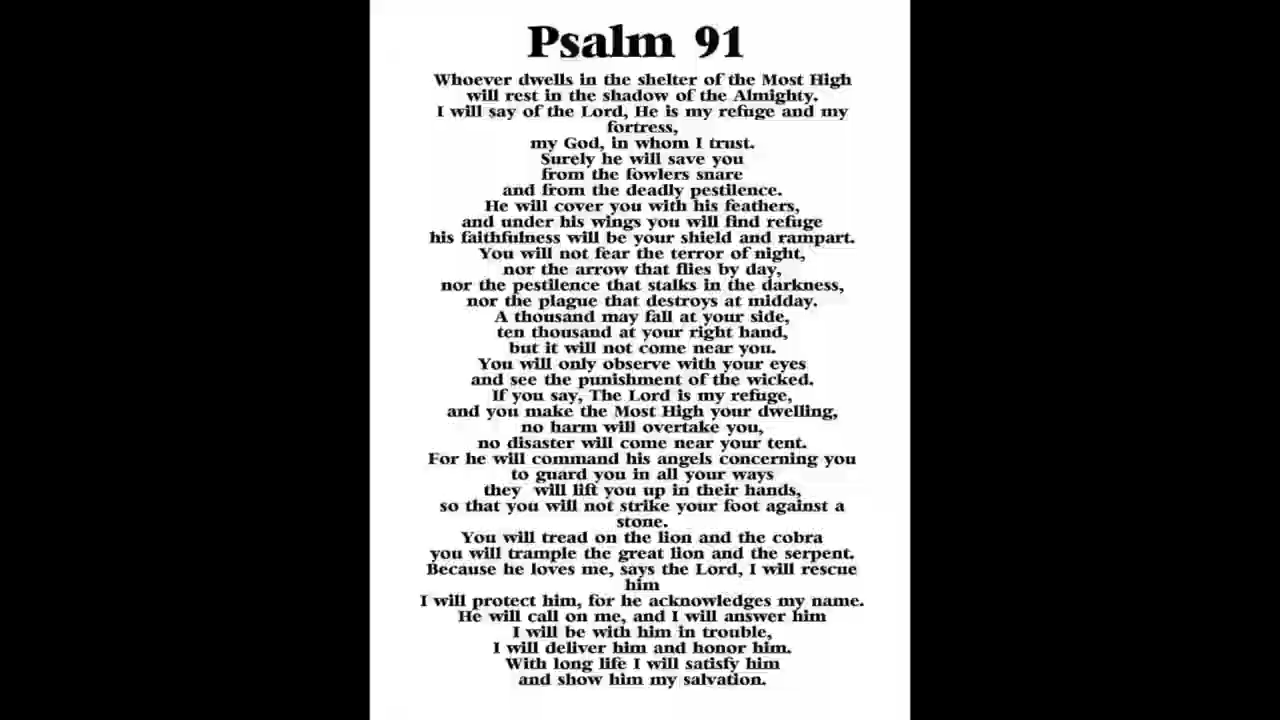 Psalm 91
Whoever dwells in the shelter of the Most High
will rest in the shadow of the Almighty.
I will say of the Lord, He is my refuge and my
fortress,
my God, in whom I trust.
Surely he will save you
from the fowlers snare
and from the deadly pestilence.
He will cover you with his feathers,
and under his wings you will find refuge
his faithfulness will be your shield and rampart.
You will not fear the terror of night,
nor the arrow that flies by day,
nor the pestilence that stalks in the darkness,
nor the plague that destroys at midday.
A thousand may fall at your side,
ten thousand at your right hand,
but it will not come near you.
You will only observe with your eyes
and see the punishment of the wicked.
If you say, The Lord is my refuge,
and you make the Most High your dwelling,
no harm will overtake you,
no disaster will come near your tent.
For he will command his angels concerning you
to guard you in all your ways
they  will lift you up in their hands,
so that you will not strike your foot against a
stone.
You will tread on the lion and the cobra
you will trample the great lion and the serpent.
Because he loves me, says the Lord, I will rescue
him
I will protect him, for he acknowledges my name.
He will call on me, and I will answer him
I will be with him in trouble,
I will deliver him and honor him.
With long life I will satisfy him
and show him my salvation.